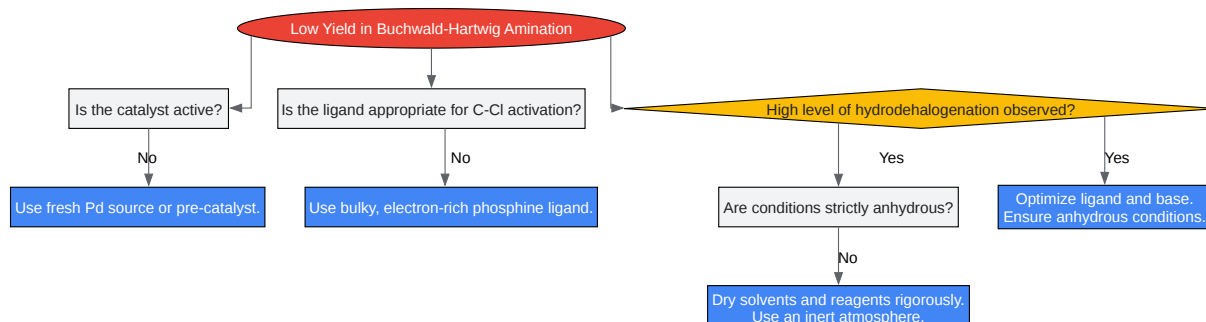 Low Yield in Buchwald-Hartwig Amination
Is the catalyst active?
Is the ligand appropriate for C-Cl activation?
High level of hydrodehalogenation observed?
No
No
Yes
Yes
Use fresh Pd source or pre-catalyst.
Use bulky, electron-rich phosphine ligand.
Are conditions strictly anhydrous?
Optimize ligand and base.
Ensure anhydrous conditions.
No
Dry solvents and reagents rigorously.
Use an inert atmosphere.